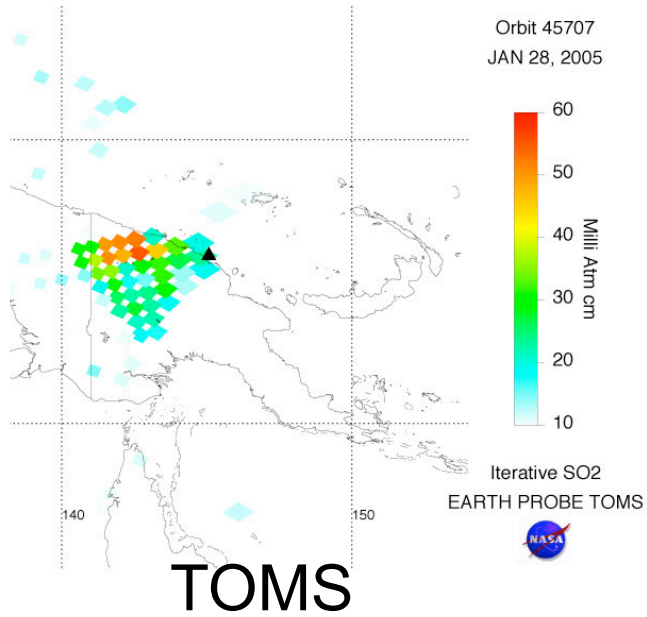 Orbit 45707
JAN 28, 2005
60
50
40
30
20
10
Milli Atm cm
140
150
Iterative SO2
EARTH PROBE TOMS
NASA
TOMS